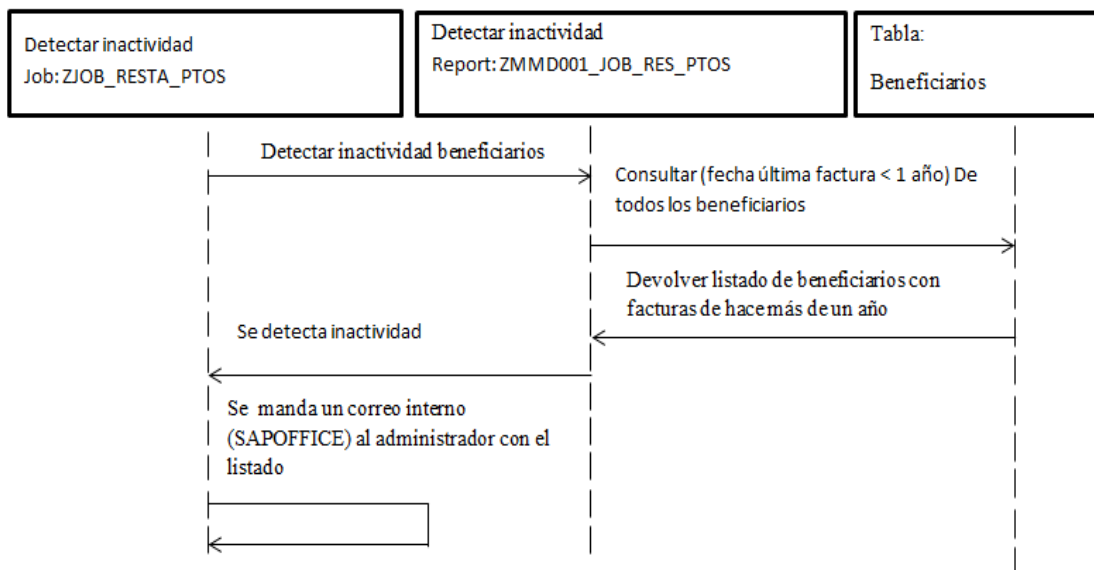 Detectar inactividad
Job: ZJOB_RESTA_PTOS
Detectar inactividad
Report: ZMMD001_JOB_RES_PTOS
Tabla:
Beneficiarios
Detectar inactividad beneficiarios
Consultar (fecha última factura < 1 año) De
todos los beneficiarios
Devolver listado de beneficiarios con
facturas de hace más de un año
Se detecta inactividad
Se manda un correo interno
(SAPOFFICE) al administrador con el
listado